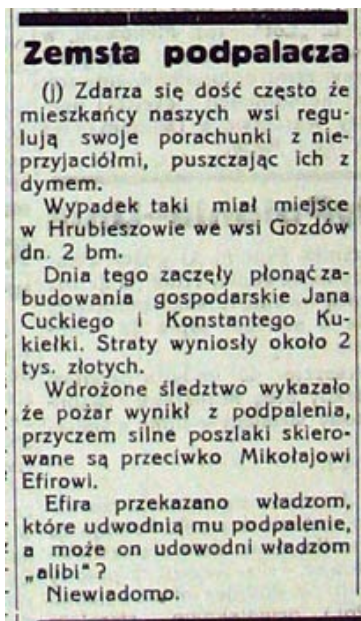 Zemsta podpalacza
(j) Zdarza się dość często że
mieszkańcy naszych wsi regu-
lują swoje porachunki z nie-
przyjaciółmi, puszczając ich z
dymem.
Wypadek taki miał miejsce
w Hrubieszowie we wsi Gozdów
dn. 2 bm.
Dnia tego zaczęły płonąć za-
budowania gospodarskie Jana
Cuckiego i Konstantego Ku-
kiełki. Straty wyniosły około 2
tys. złotych.
Wdrożone śledztwo wykazało
że pożar wynikł z podpalenia,
przyczem silne poszlaki skiero-
wane są przeciwko Mikołajowi
Efirowi.
Efira przekazano władzom,
które udwodnią mu podpalenie,
a może on udowodni władzom
„alibi"?
Niewiadomo.